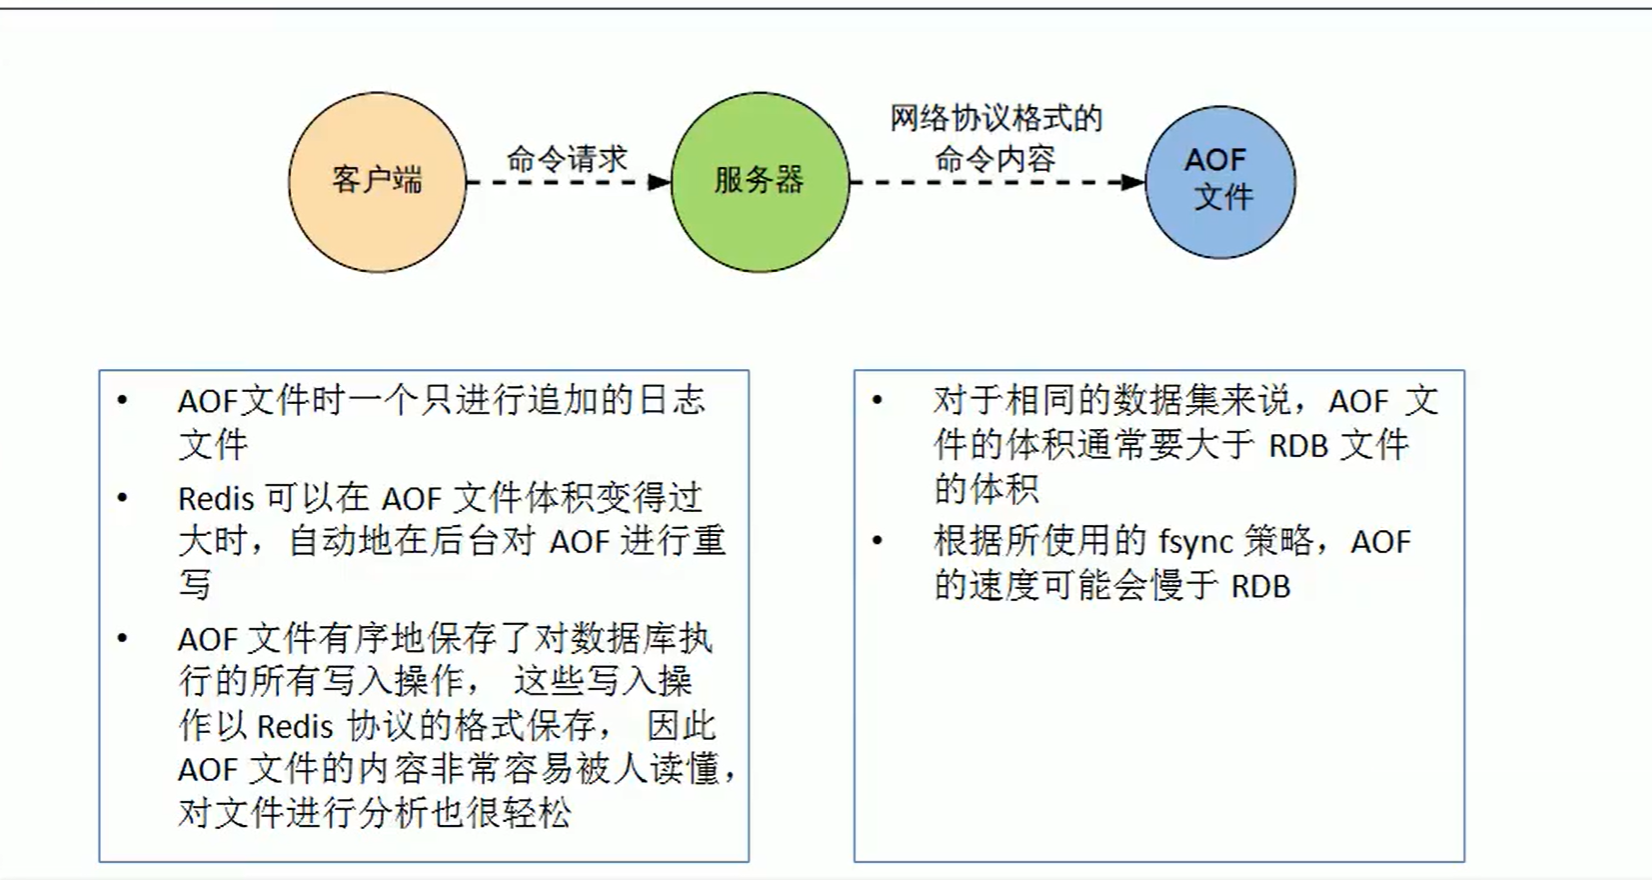 客户端
命令请求
服务器
网络协议格式的
命令内容
AOF
文件
• AOF文件时一个只进行追加的日志
文件
• Redis 可以在 AOF 文件体积变得过
大时，自动地在后台对 AOF 进行重
写
• AOF 文件有序地保存了对数据库执
行的所有写入操作， 这些写入操
作以 Redis 协议的格式保存， 因此
AOF 文件的内容非常容易被人读懂，
对文件进行分析也很轻松
• 对于相同的数据集来说，AOF 文
件的体积通常要大于 RDB 文件
的体积
• 根据所使用的 fsync 策略，AOF
的速度可能会慢于 RDB